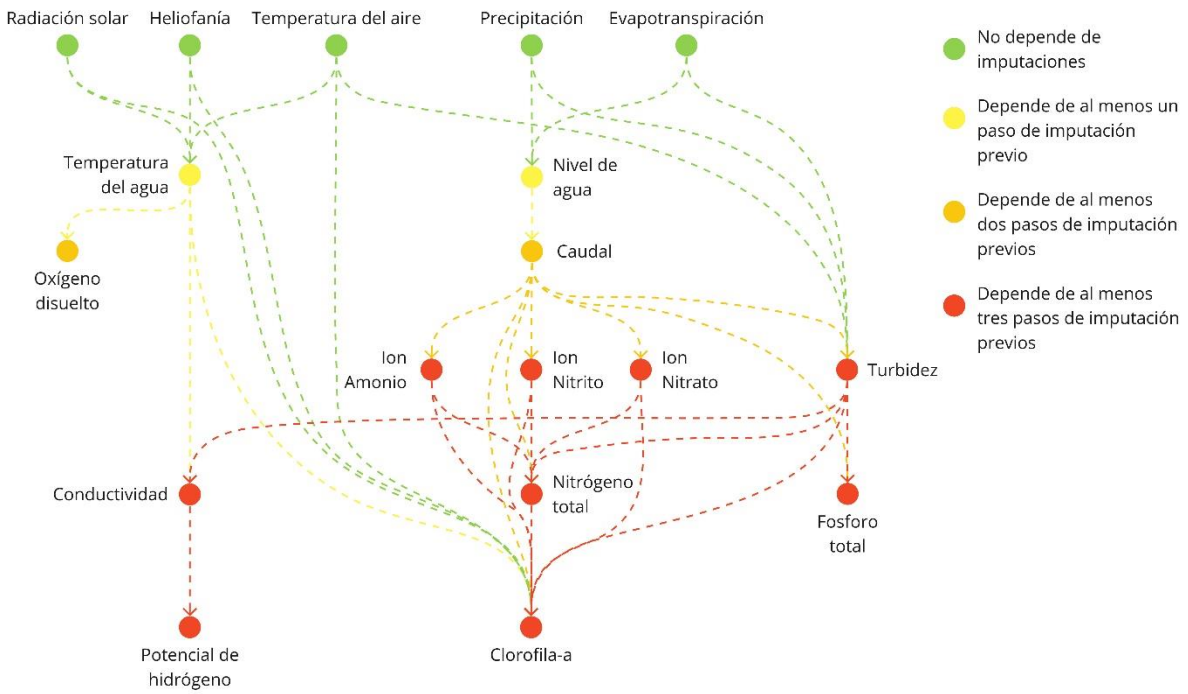 Radiación solar
Heliofanía
Temperatura del aire
Precipitación
Evapotranspiración
No depende de
imputaciones
Depende de al menos un
paso de imputación
previo
Depende de al menos
dos pasos de imputación
previos
Depende de al menos
tres pasos de imputación
previos
Temperatura
del agua
Nivel de
agua
Oxígeno
disuelto
Caudal
Ion
Amonio
Ion
Nitrito
Ion
Nitrato
Turbidez
Conductividad
Nitrógeno
total
Fosforo
total
Potencial de
hidrógeno
Clorofila-a